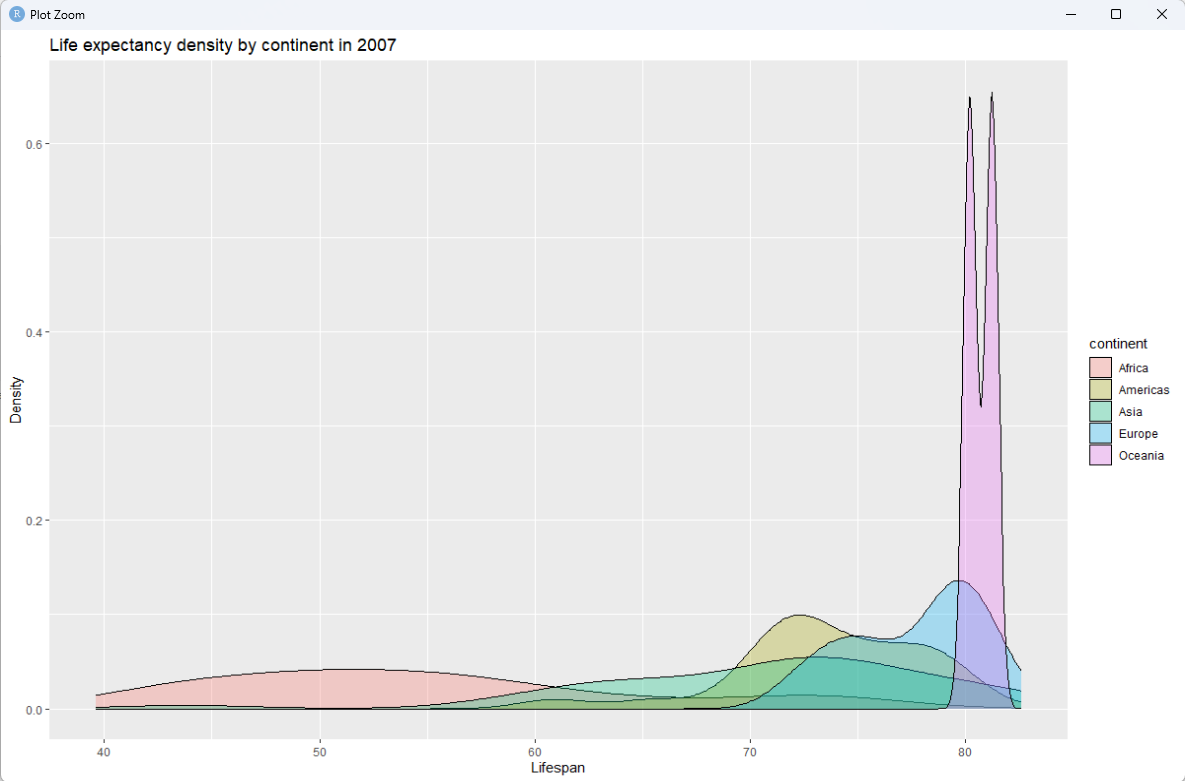 R Plot Zoom
Life expectancy density by continent in 2007
0.6
0.4
0.2
0.0
Density
40 50 60 70 80
Lifespan
continent
Africa
Americas
Asia
Europe
Oceania